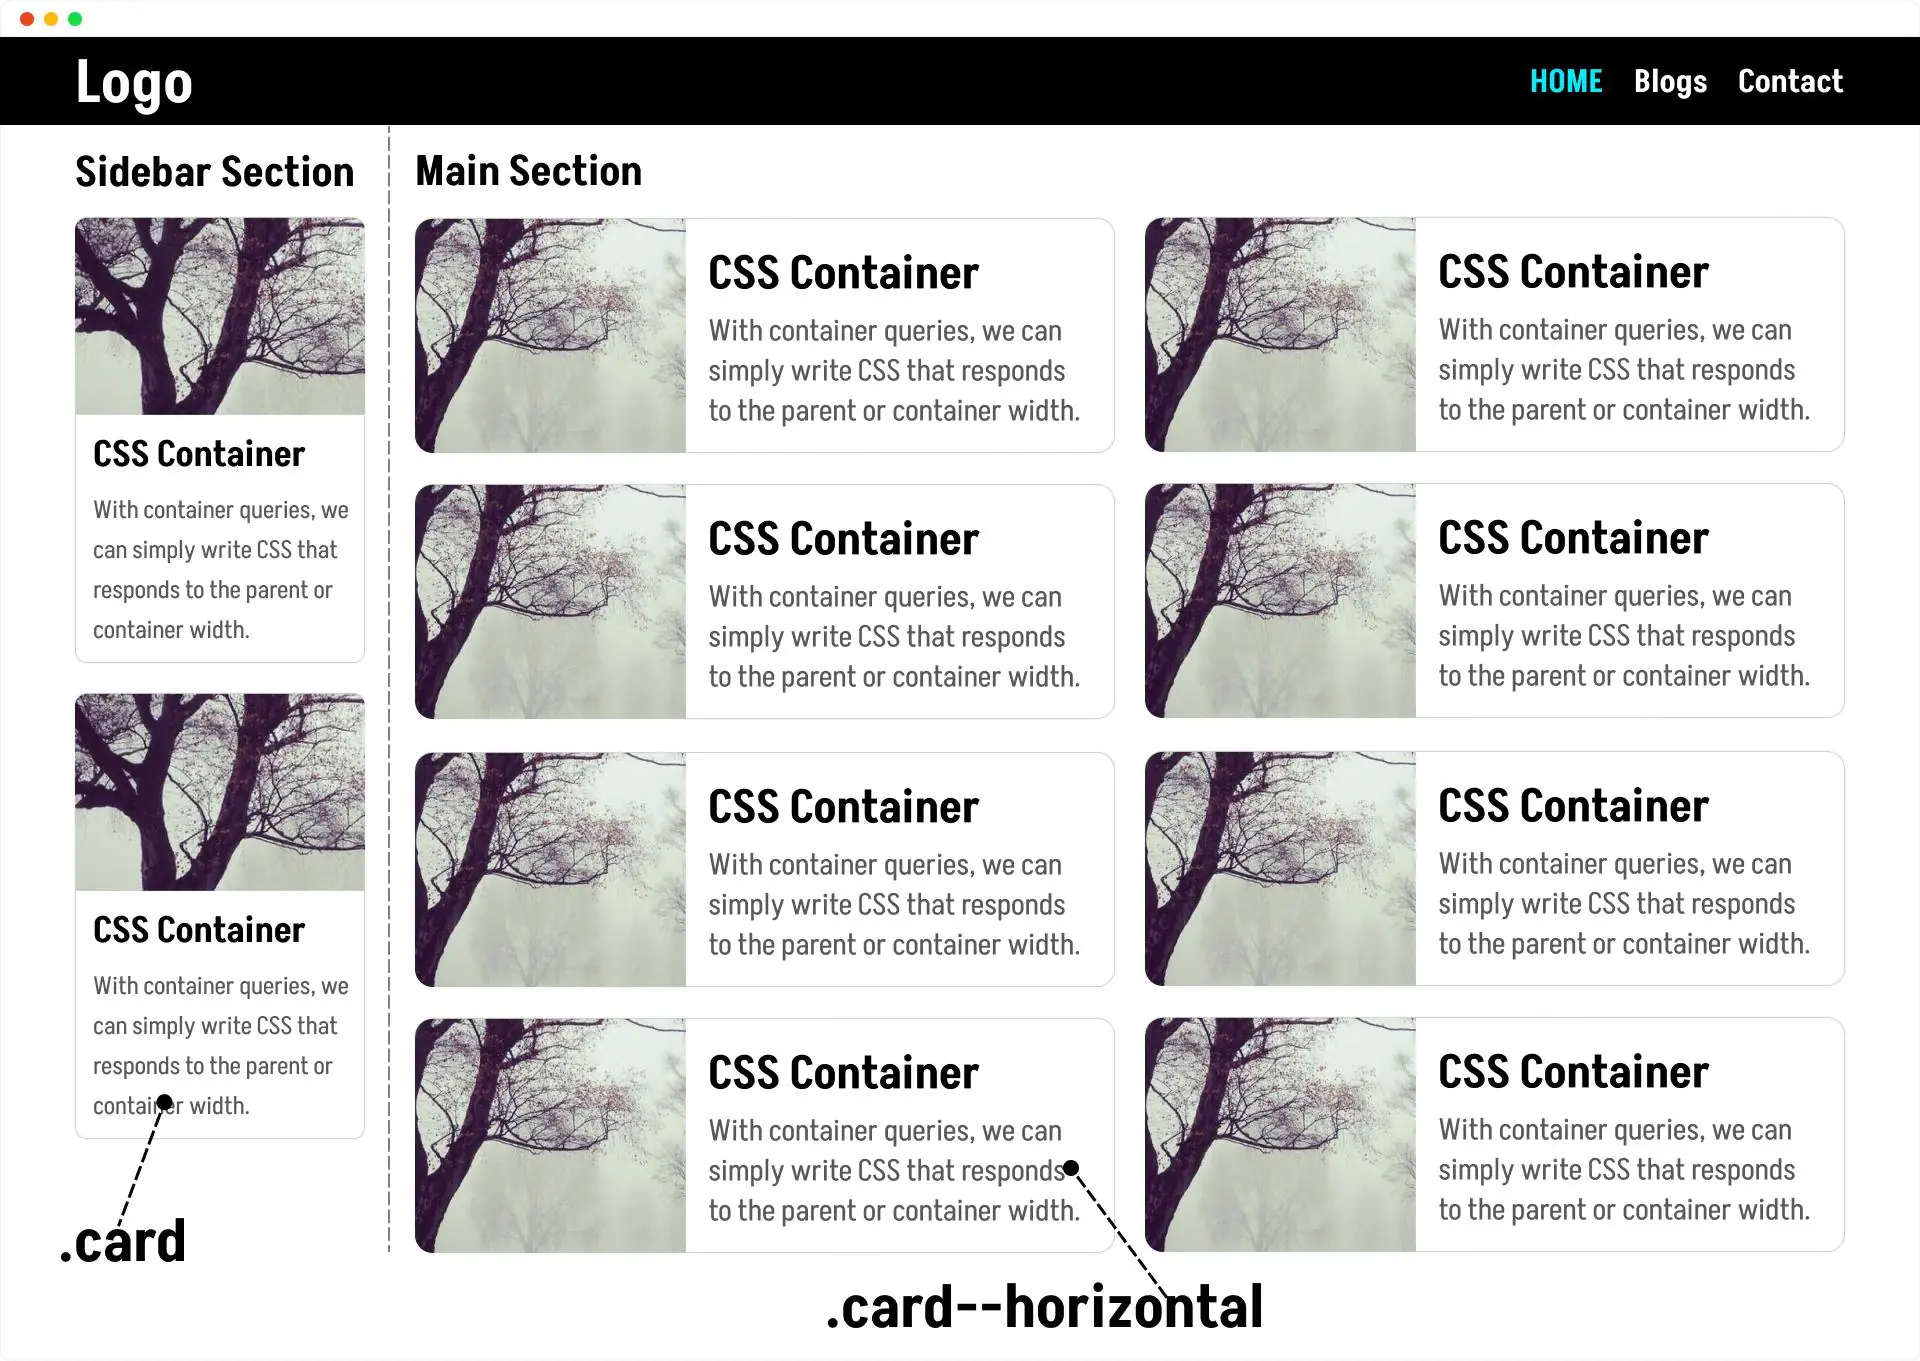 Logo
HOME Blogs Contact
Sidebar Section
CSS Container
With container queries, we
can simply write CSS that
responds to the parent or
container width.
CSS Container
With container queries, we
can simply write CSS that
responds to the parent or
container width.
.card
Main Section
CSS Container
With container queries, we can
simply write CSS that responds
to the parent or container width.
CSS Container
With container queries, we can
simply write CSS that responds
to the parent or container width.
CSS Container
With container queries, we can
simply write CSS that responds
to the parent or container width.
CSS Container
With container queries, we can
simply write CSS that responds
to the parent or container width.
CSS Container
With container queries, we can
simply write CSS that responds
to the parent or container width.
CSS Container
With container queries, we can
simply write CSS that responds
to the parent or container width.
CSS Container
With container queries, we can
simply write CSS that responds
to the parent or container width.
CSS Container
With container queries, we can
simply write CSS that responds
to the parent or container width.
.card--horizontal